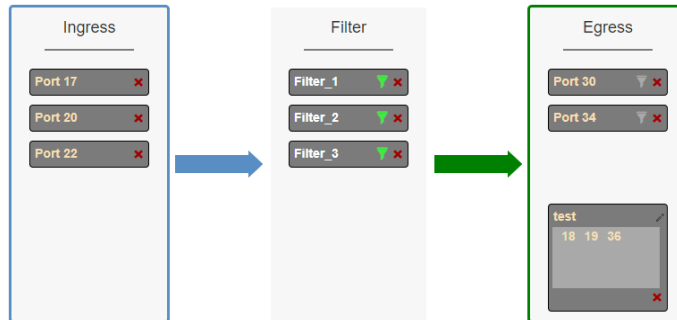 Ingress
Port 17
Port 20
Port 22
Filter
Filter_1
Filter_2
Filter_3
Egress
Port 30
Port 34
test
18 19 36